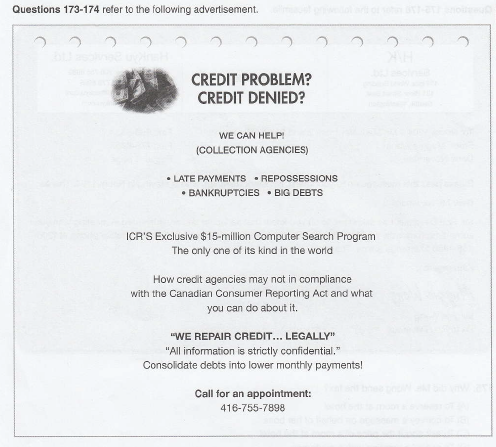 Questions 173-174 refer to the following advertisement.
CREDIT PROBLEM?
CREDIT DENIED?
WE CAN HELP!
(COLLECTION AGENCIES)
• LATE PAYMENTS • REPOSSESSIONS
• BANKRUPTCIES • BIG DEBTS
ICR'S Exclusive $15-million Computer Search Program
The only one of its kind in the world
How credit agencies may not in compliance
with the Canadian Consumer Reporting Act and what
you can do about it.
"WE REPAIR CREDIT... LEGALLY"
"All information is strictly confidential."
Consolidate debts into lower monthly payments!
Call for an appointment:
416-755-7898